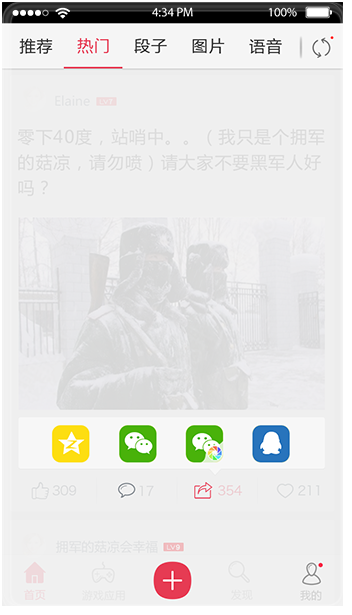 4:34 PM 100%
推荐 热门 段子 图片 语音
Elaine LV9
零下40度，站哨中。。（我只是个拥军
的菇凉，请勿喷）请大家不要黑军人好
吗？
309 17 354 211
拥军的菇凉会幸福 LV9
首页 游戏应用 发现 我的